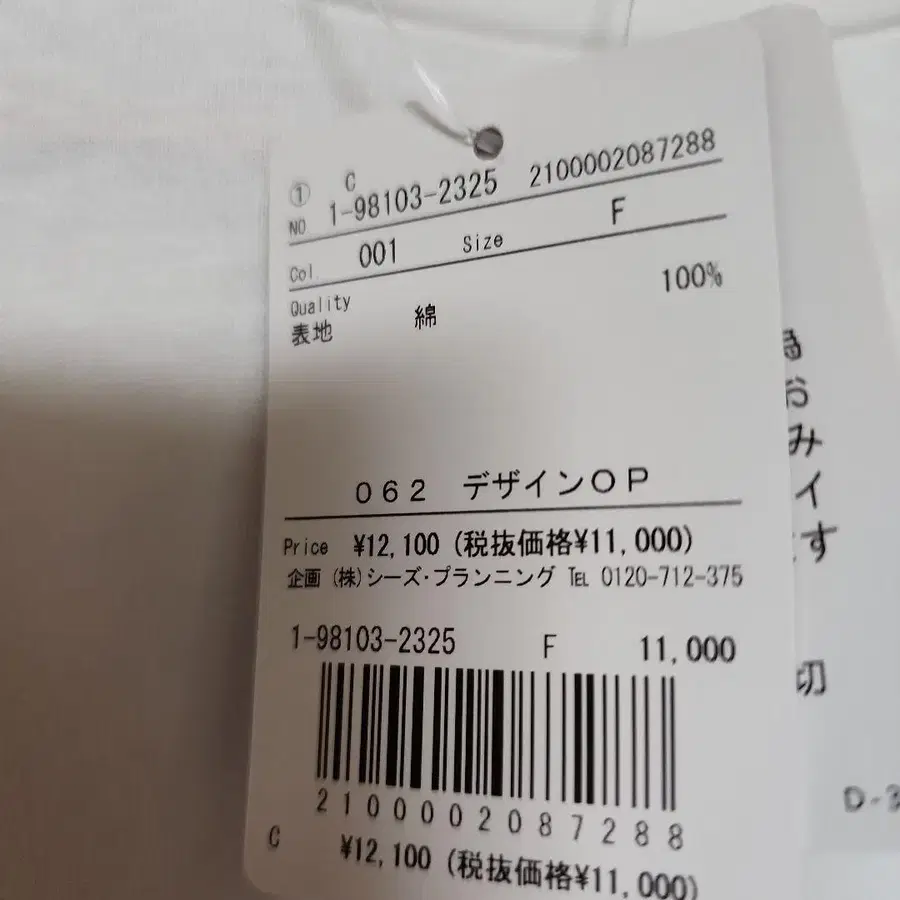 ① C
NO. 1-98103-2325 2100002087288
Col. 001 Size F
Quality 100%
表地 綿
062 デザインOP
Price ¥12,100 (税抜価格¥11,000)
企画 (株)シーズ・プランニング ℡ 0120-712-375
1-98103-2325 F 11,000
2100002087288
C ¥12,100 (税抜価格¥11,000)
お
み
イ
す
切
D-3